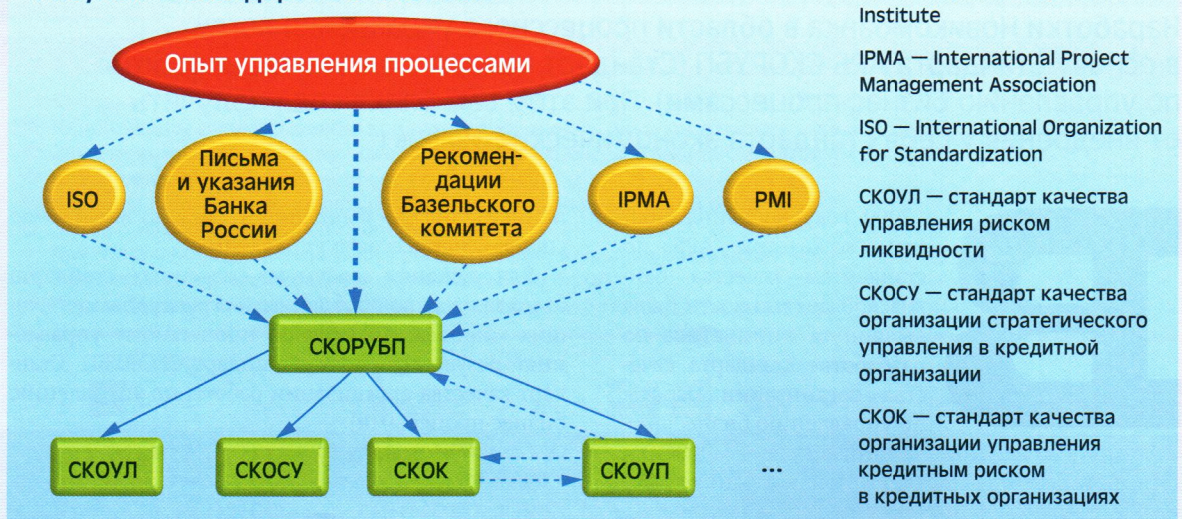 Institute
IPMA — International Project
Management Association
ISO — International Organization
for Standardization
СКОУЛ — стандарт качества
управления риском
ликвидности
СКОСУ — стандарт качества
организации стратегического
управления в кредитной
организации
СКОК — стандарт качества
организации управления
кредитным риском
в кредитных организациях
Опыт управления процессами
ISO
Письма
и указания
Банка
России
Рекомен-
дации
Базельского
комитета
IPMA
PMI
СКОРУБП
СКОУЛ
СКОСУ
СКОК
СКОУП
...